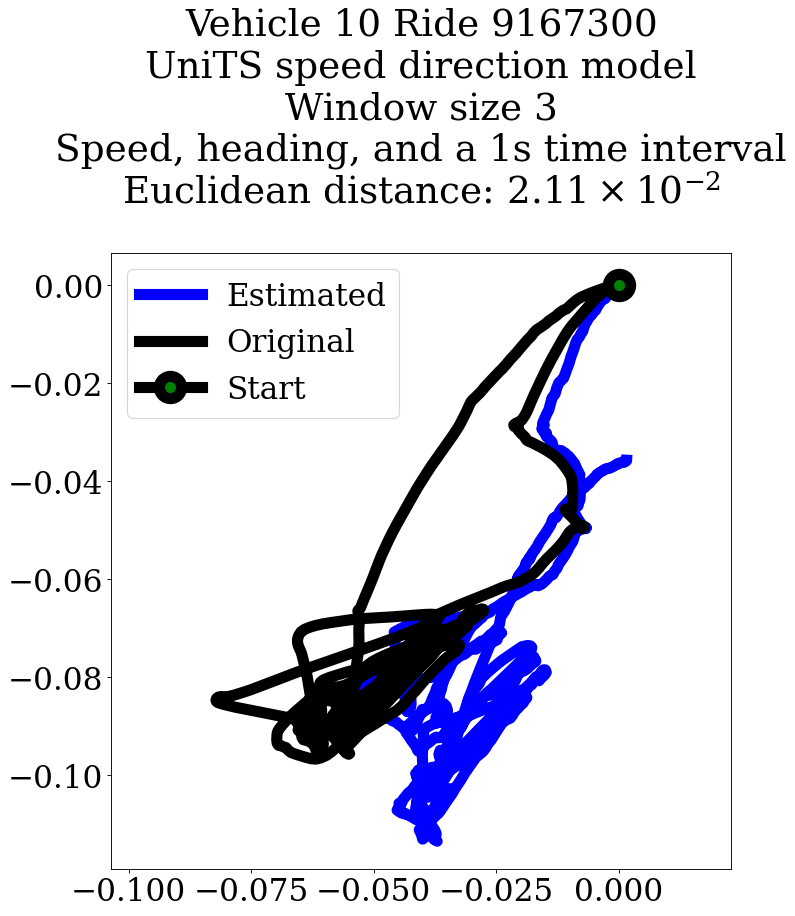 Vehicle 10 Ride 9167300
UniTS speed direction model
Window size 3
Speed, heading, and a 1s time interval
Euclidean distance: 2.11 × 10⁻²
Estimated
Original
Start
0.00
−0.02
−0.04
−0.06
−0.08
−0.10
−0.100 −0.075 −0.050 −0.025 0.000